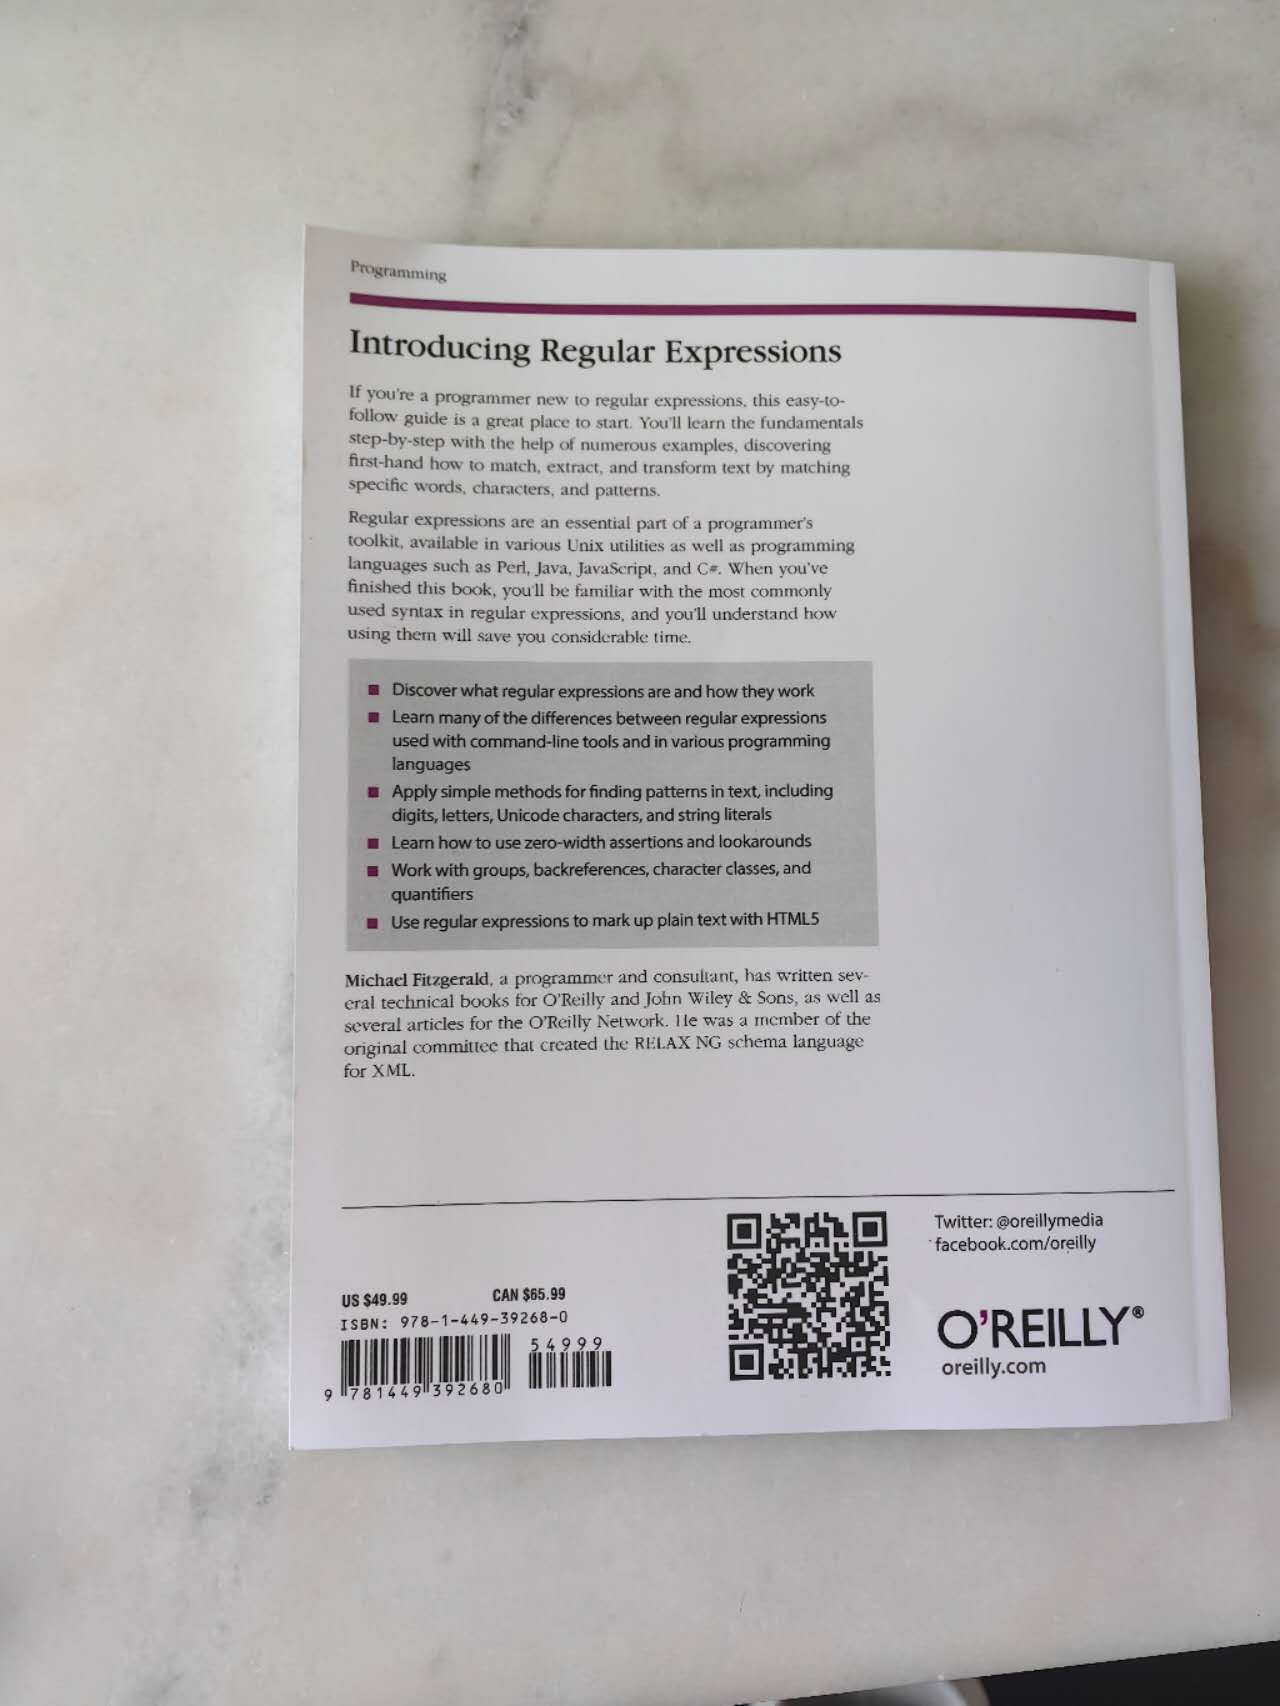 Programming
Introducing Regular Expressions
If you're a programmer new to regular expressions, this easy-to-
follow guide is a great place to start. You'll learn the fundamentals
step-by-step with the help of numerous examples, discovering
first-hand how to match, extract, and transform text by matching
specific words, characters, and patterns.
Regular expressions are an essential part of a programmer's
toolkit, available in various Unix utilities as well as programming
languages such as Perl, Java, JavaScript, and C#. When you've
finished this book, you'll be familiar with the most commonly
used syntax in regular expressions, and you'll understand how
using them will save you considerable time.
■ Discover what regular expressions are and how they work
■ Learn many of the differences between regular expressions
used with command-line tools and in various programming
languages
■ Apply simple methods for finding patterns in text, including
digits, letters, Unicode characters, and string literals
■ Learn how to use zero-width assertions and lookarounds
■ Work with groups, backreferences, character classes, and
quantifiers
■ Use regular expressions to mark up plain text with HTML5
Michael Fitzgerald, a programmer and consultant, has written sev-
eral technical books for O'Reilly and John Wiley & Sons, as well as
several articles for the O'Reilly Network. He was a member of the
original committee that created the RELAX NG schema language
for XML.
US $49.99 CAN $65.99
ISBN: 978-1-449-39268-0
5 4 9 9 9
9 781449 392680
Twitter: @oreillymedia
facebook.com/oreilly
O'REILLY®
oreilly.com